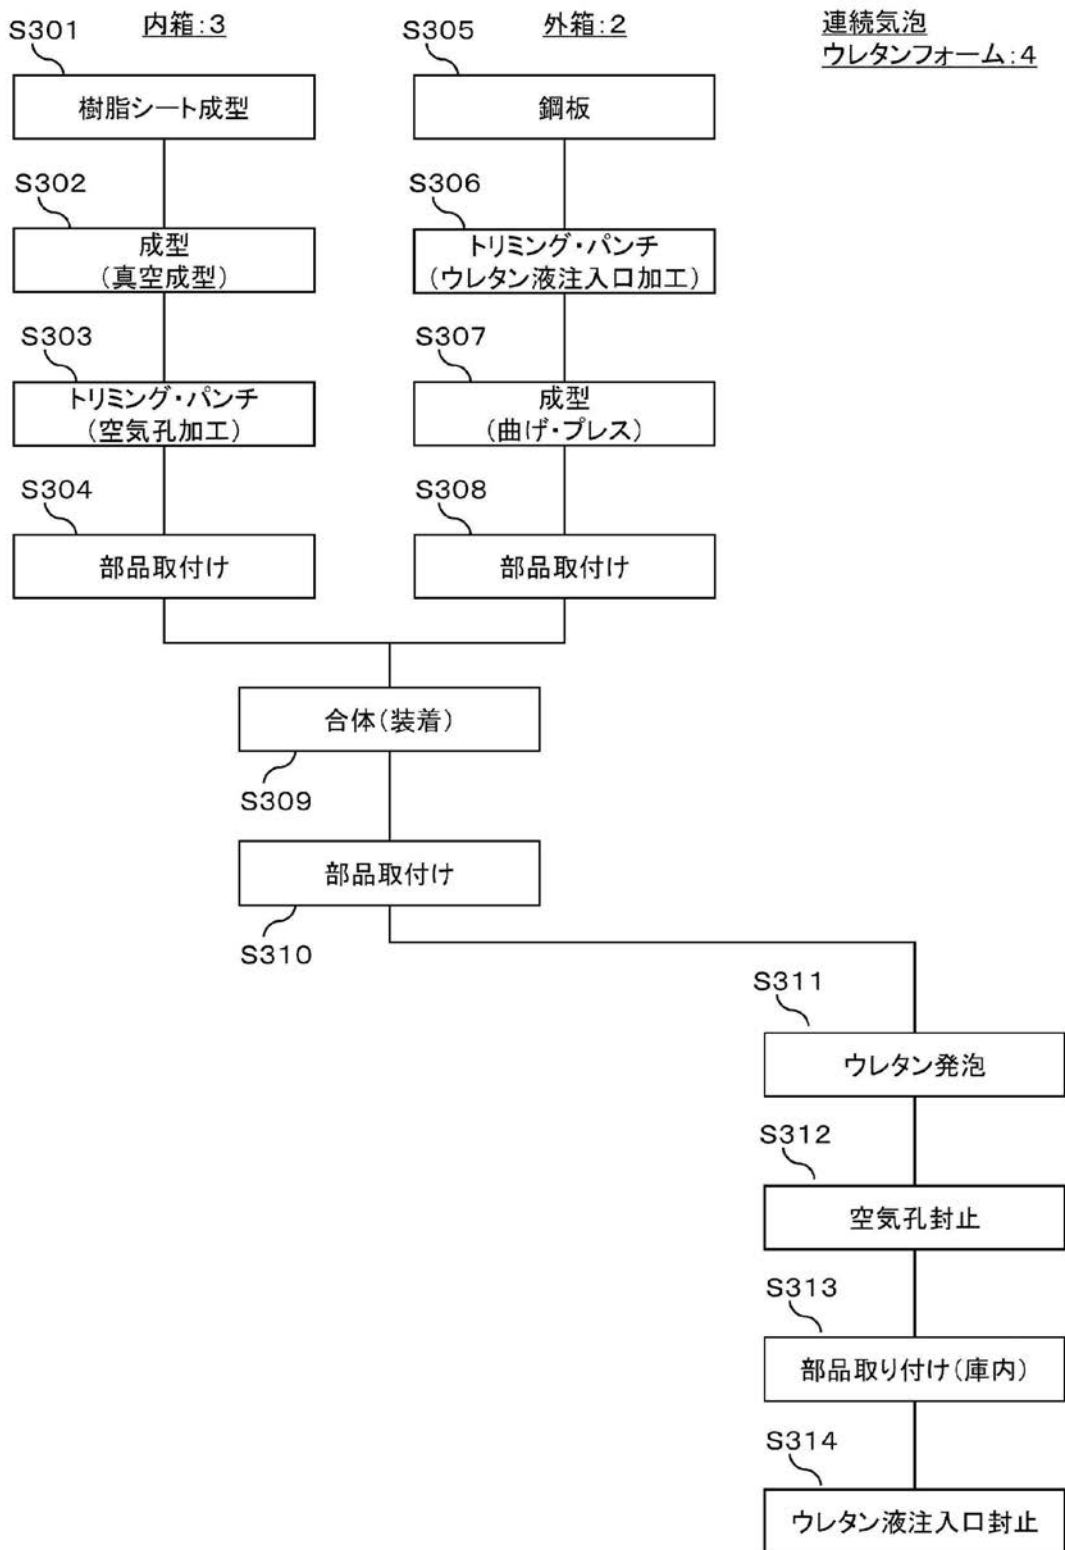 内箱:3
外箱:2
連続気泡
ウレタンフォーム:4
S301
樹脂シート成型
S302
成型
(真空成型)
S303
トリミング・パンチ
(空気孔加工)
S304
部品取付け
S305
鋼板
S306
トリミング・パンチ
(ウレタン液注入口加工)
S307
成型
(曲げ・プレス)
S308
部品取付け
合体(装着)
S309
部品取付け
S310
S311
ウレタン発泡
S312
空気孔封止
S313
部品取り付け(庫内)
S314
ウレタン液注入口封止